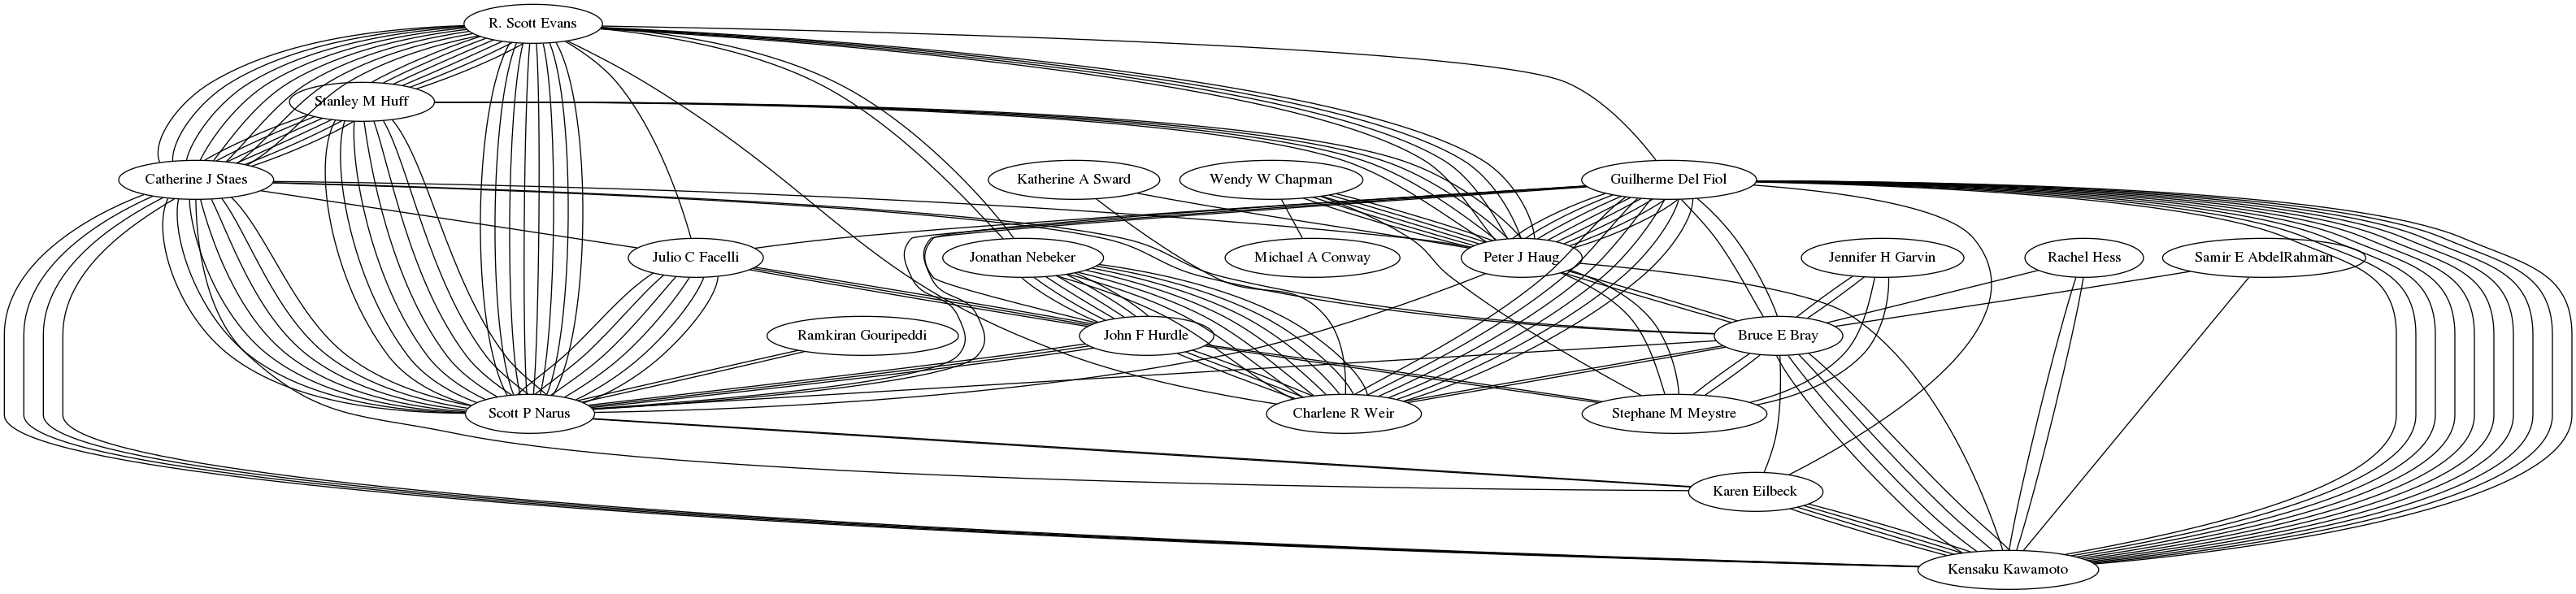 R. Scott Evans
Stanley M Huff
Catherine J Staes
Katherine A Sward
Wendy W Chapman
Guilherme Del Fiol
Julio C Facelli
Jonathan Nebeker
Michael A Conway
Peter J Haug
Jennifer H Garvin
Rachel Hess
Samir E AbdelRahman
Ramkiran Gouripeddi
John F Hurdle
Bruce E Bray
Scott P Narus
Charlene R Weir
Stephane M Meystre
Karen Eilbeck
Kensaku Kawamoto